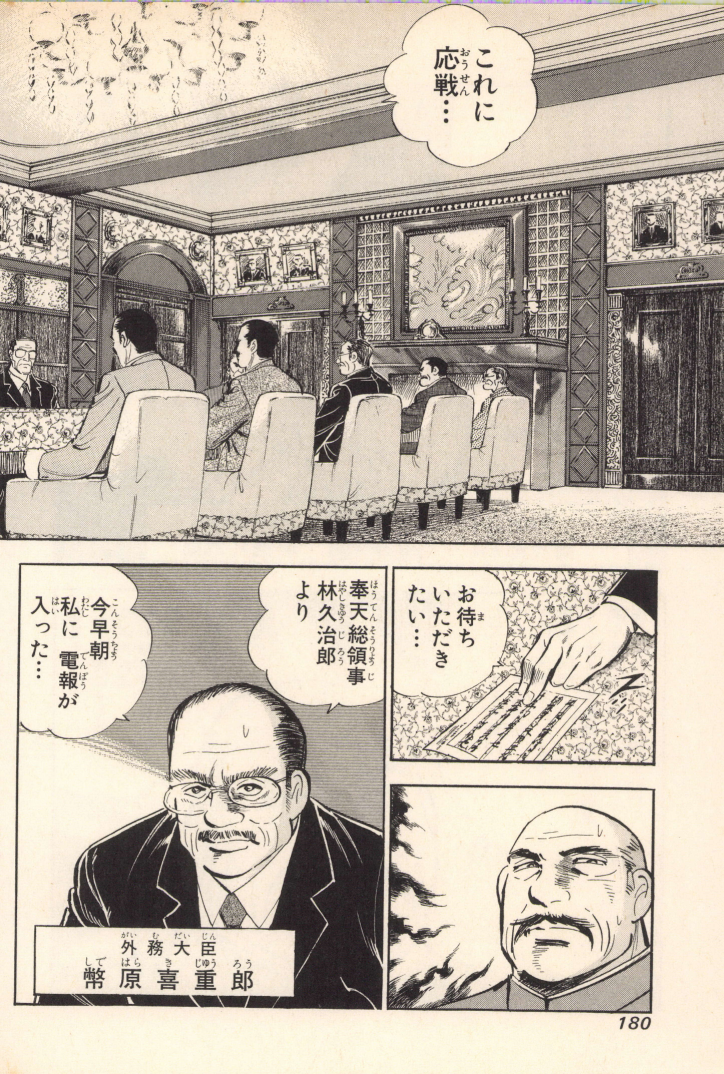 これに
応戦…
お待ち
いただき
たい…
奉天総領事
林久治郎
より
今早朝
私に電報が
入った…
外務大臣
幣原喜重郎
180